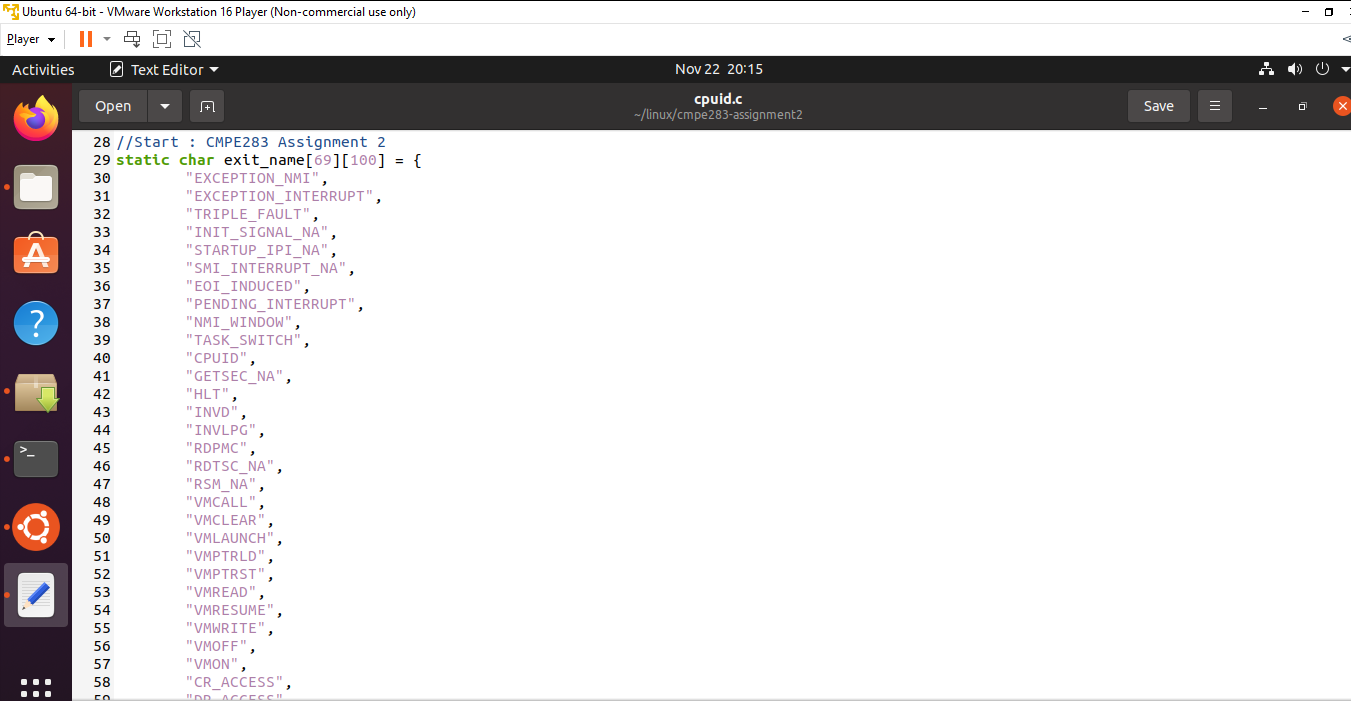 Ubuntu 64-bit - VMware Workstation 16 Player (Non-commercial use only)
Player
Activities Text Editor Nov 22 20:15
Open cpuid.c Save
~/linux/cmpe283-assignment2
28 //Start : CMPE283 Assignment 2
29 static char exit_name[69][100] = {
30 "EXCEPTION_NMI",
31 "EXCEPTION_INTERRUPT",
32 "TRIPLE_FAULT",
33 "INIT_SIGNAL_NA",
34 "STARTUP_IPI_NA",
35 "SMI_INTERRUPT_NA",
36 "EOI_INDUCED",
37 "PENDING_INTERRUPT",
38 "NMI_WINDOW",
39 "TASK_SWITCH",
40 "CPUID",
41 "GETSEC_NA",
42 "HLT",
43 "INVD",
44 "INVLPG",
45 "RDPMC",
46 "RDTSC_NA",
47 "RSM_NA",
48 "VMCALL",
49 "VMCLEAR",
50 "VMLAUNCH",
51 "VMPTRLD",
52 "VMPTRST",
53 "VMREAD",
54 "VMRESUME",
55 "VMWRITE",
56 "VMOFF",
57 "VMON",
58 "CR_ACCESS",
59 "DR_ACCESS"